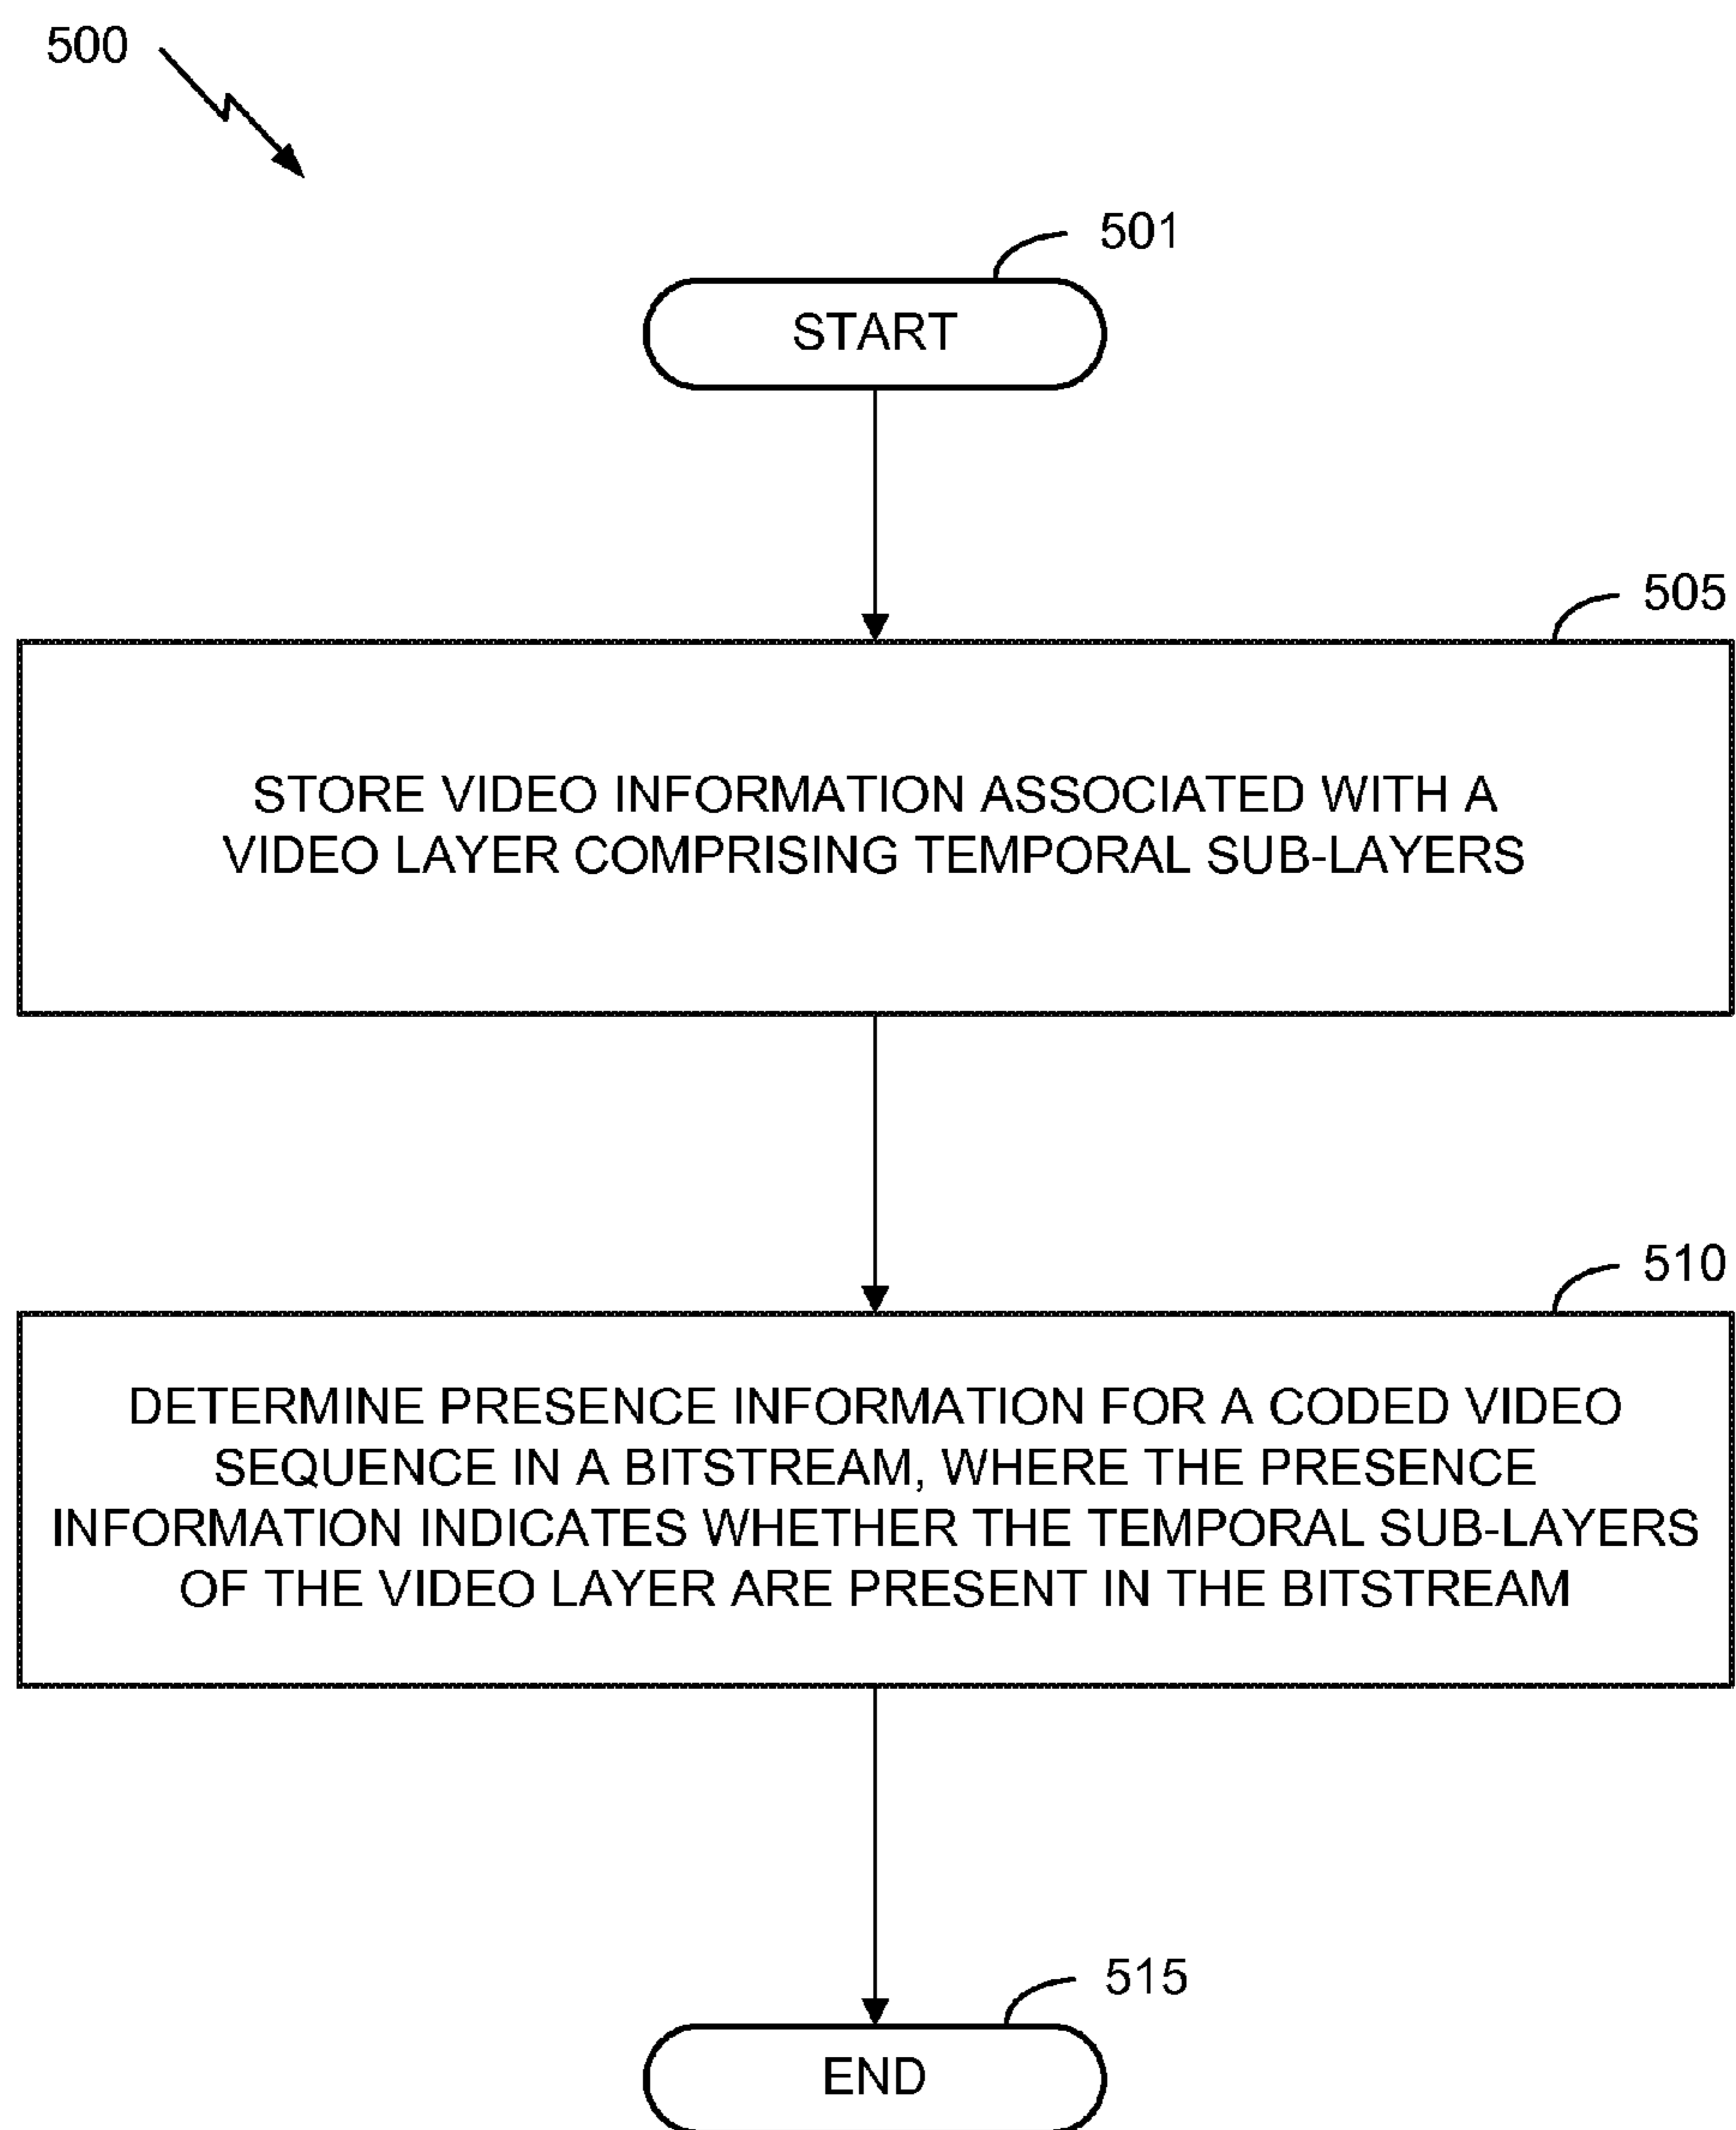 500
501
START
505
STORE VIDEO INFORMATION ASSOCIATED WITH A
VIDEO LAYER COMPRISING TEMPORAL SUB-LAYERS
510
DETERMINE PRESENCE INFORMATION FOR A CODED VIDEO
SEQUENCE IN A BITSTREAM, WHERE THE PRESENCE
INFORMATION INDICATES WHETHER THE TEMPORAL SUB-LAYERS
OF THE VIDEO LAYER ARE PRESENT IN THE BITSTREAM
515
END